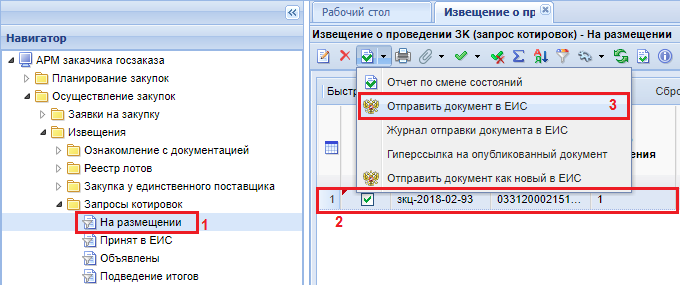 Рабочий стол
Извещение о пр
Навигатор
Извещение о проведении ЗК (запрос котировок) - На размещении
АРМ заказчика госзаказа
Планирование закупок
Осуществление закупок
Заявки на закупку
Извещения
Ознакомление с документацией
Реестр лотов
Закупка у единственного поставщика
Запросы котировок
На размещении
1
Принят в ЕИС
Объявлены
Подведение итогов
Быстр
Сбро
Отчет по смене состояний
Отправить документ в ЕИС
3
Журнал отправки документа в ЕИС
Гиперссылка на опубликованный документ
ения
Отправить документ как новый в ЕИС
1
зкц-2018-02-93
033120002151...
1
2